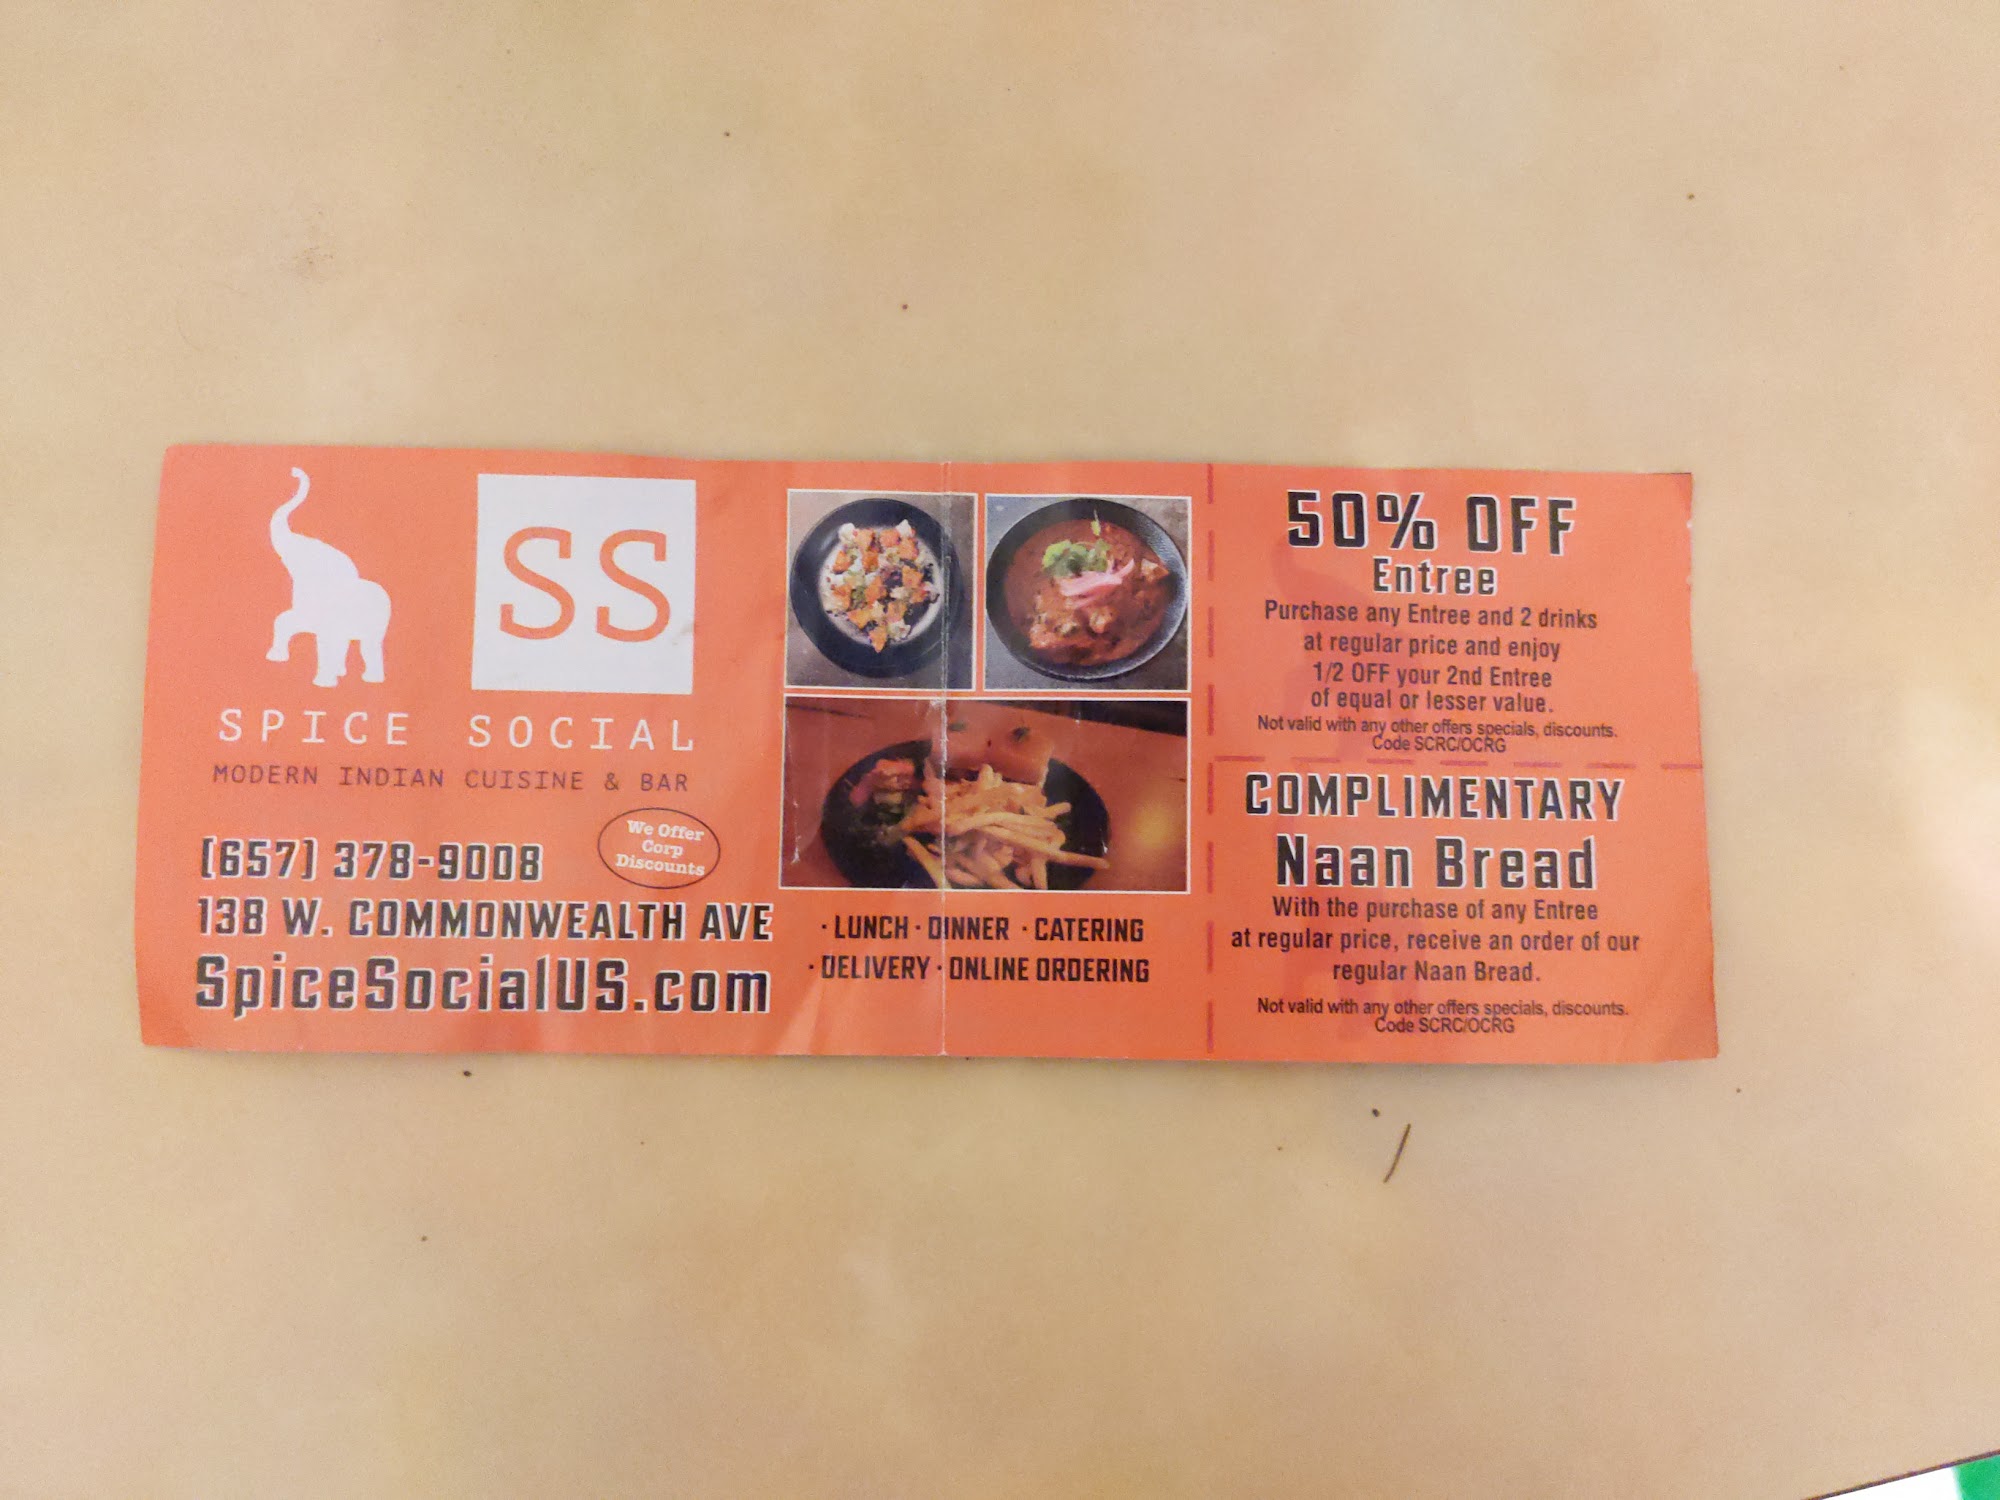 SS
SPICE SOCIAL
MODERN INDIAN CUISINE & BAR
We Offer
Corp
Discounts
(657) 378-9008
138 W. COMMONWEALTH AVE
SpiceSocialUS.com
· LUNCH · DINNER · CATERING
· DELIVERY · ONLINE ORDERING
50% OFF
Entree
Purchase any Entree and 2 drinks
at regular price and enjoy
1/2 OFF your 2nd Entree
of equal or lesser value.
Not valid with any other offers specials, discounts.
Code SCRC/OCRG
COMPLIMENTARY
Naan Bread
With the purchase of any Entree
at regular price, receive an order of our
regular Naan Bread.
Not valid with any other offers specials, discounts.
Code SCRC/OCRG